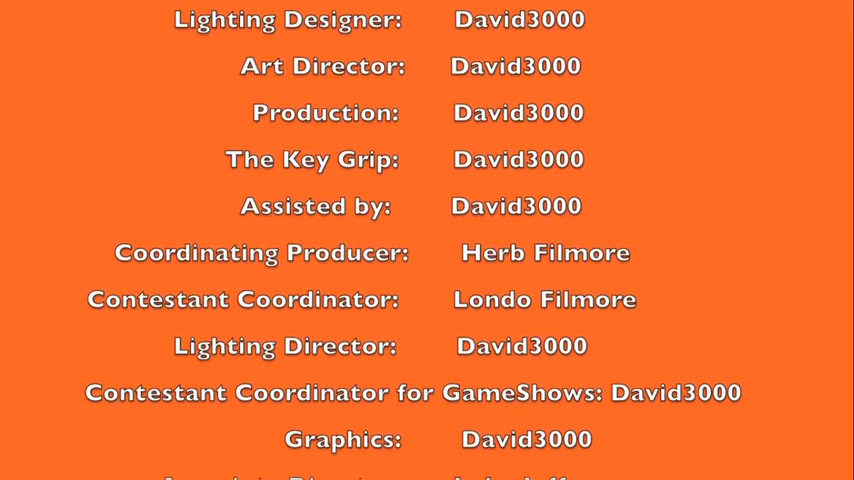 Lighting Designer: David3000
Art Director: David3000
Production: David3000
The Key Grip: David3000
Assisted by: David3000
Coordinating Producer: Herb Filmore
Contestant Coordinator: Londo Filmore
Lighting Director: David3000
Contestant Coordinator for GameShows: David3000
Graphics: David3000